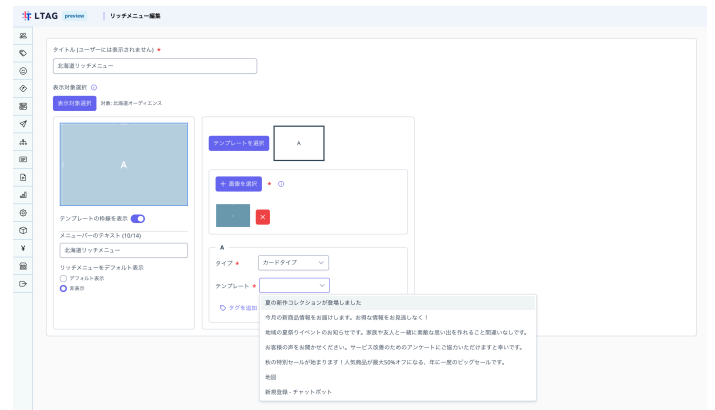 LTAG preview リッチメニュー編集
タイトル (ユーザーには表示されません) *
北海道リッチメニュー
表示対象選択
表示対象選択 対象: 北海道オーディエンス
A
テンプレートを選択
A
+ 画像を選択 *
テンプレートの枠線を表示
メニューバーのテキスト (10/14)
北海道リッチメニュー
リッチメニューをデフォルト表示
デフォルト表示
非表示
A
タイプ * カードタイプ
テンプレート *
タグを追加
夏の新作コレクションが登場しました
今月の新商品情報をお届けします。お得な情報をお見逃しなく！
地域の夏祭りイベントのお知らせです。家族や友人と一緒に素敵な思い出を作れること間違いなしです。
お客様の声をお聞かせください。サービス改善のためのアンケートにご協力いただけますと幸いです。
秋の特別セールが始まります！人気商品が最大50%オフになる、年に一度のビッグセールです。
地図
新規登録 - チャットボット